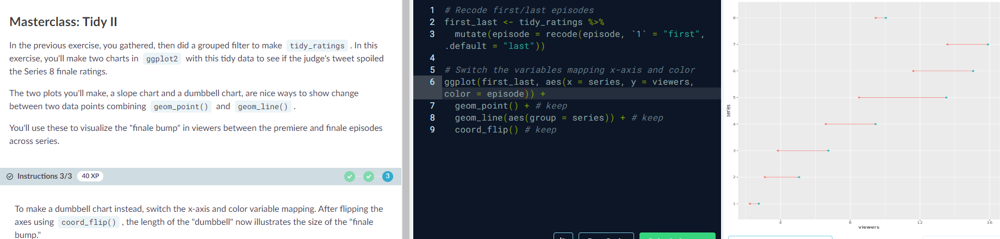 Masterclass: Tidy II
In the previous exercise, you gathered, then did a grouped filter to make tidy_ratings . In this
exercise, you'll make two charts in ggplot2 with this tidy data to see if the judge's tweet spoiled
the Series 8 finale ratings.
The two plots you'll make, a slope chart and a dumbbell chart, are nice ways to show change
between two data points combining geom_point() and geom_line() .
You'll use these to visualize the "finale bump" in viewers between the premiere and finale episodes
across series.
Instructions 3/3 40 XP 3
To make a dumbbell chart instead, switch the x-axis and color variable mapping. After flipping the
axes using coord_flip() , the length of the "dumbbell" now illustrates the size of the "finale
bump."
1 # Recode first/last episodes
2 first_last <- tidy_ratings %>%
3 mutate(episode = recode(episode, `1` = "first",
.default = "last"))
4
5 # Switch the variables mapping x-axis and color
6 ggplot(first_last, aes(x = series, y = viewers,
color = episode)) +
7 geom_point() + # keep
8 geom_line(aes(group = series)) + # keep
9 coord_flip() # keep
8
7
6
5
series
4
3
2
1
4 8 12 16
viewers